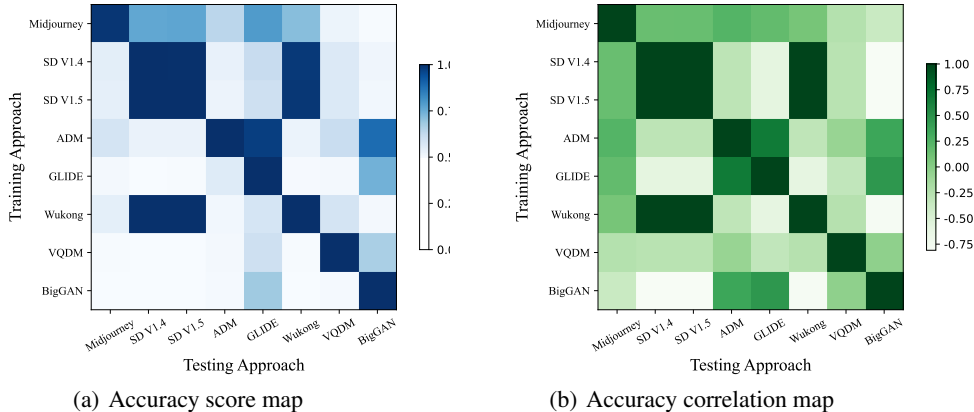 Midjourney
SD V1.4
SD V1.5
ADM
GLIDE
Wukong
VQDM
BigGAN
Training Approach
Midjourney SD V1.4 SD V1.5 ADM GLIDE Wukong VQDM BigGAN
Testing Approach
(a) Accuracy score map
Midjourney
SD V1.4
SD V1.5
ADM
GLIDE
Wukong
VQDM
BigGAN
Training Approach
Midjourney SD V1.4 SD V1.5 ADM GLIDE Wukong VQDM BigGAN
Testing Approach
1.00
0.75
0.50
0.25
0.00
−0.25
−0.50
−0.75
(b) Accuracy correlation map